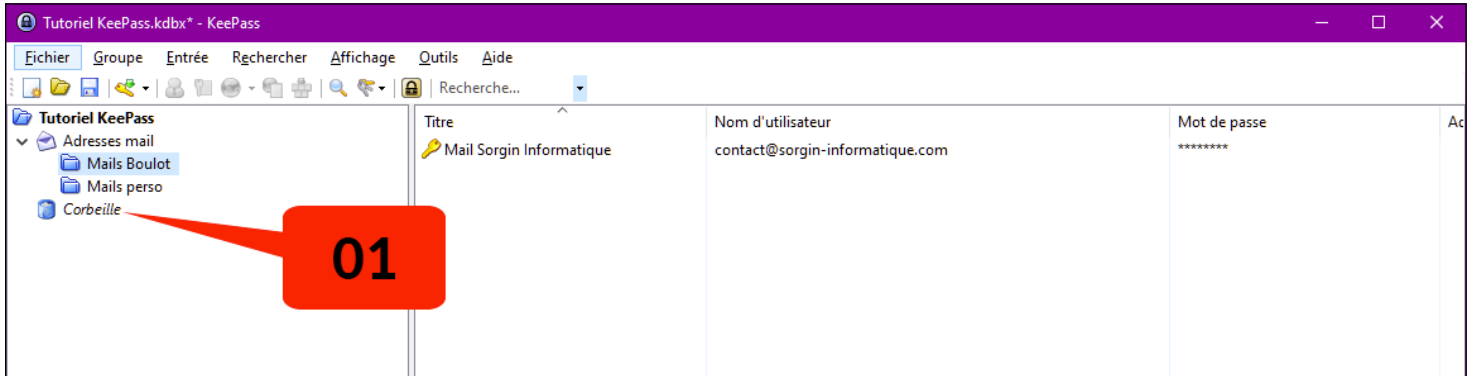 Tutoriel KeePass.kdbx* - KeePass
Fichier Groupe Entrée Rechercher Affichage Outils Aide
Recherche...
Tutoriel KeePass
Adresses mail
Mails Boulot
Mails perso
Corbeille
01
Titre Nom d'utilisateur Mot de passe Ac
Mail Sorgin Informatique contact@sorgin-informatique.com ********